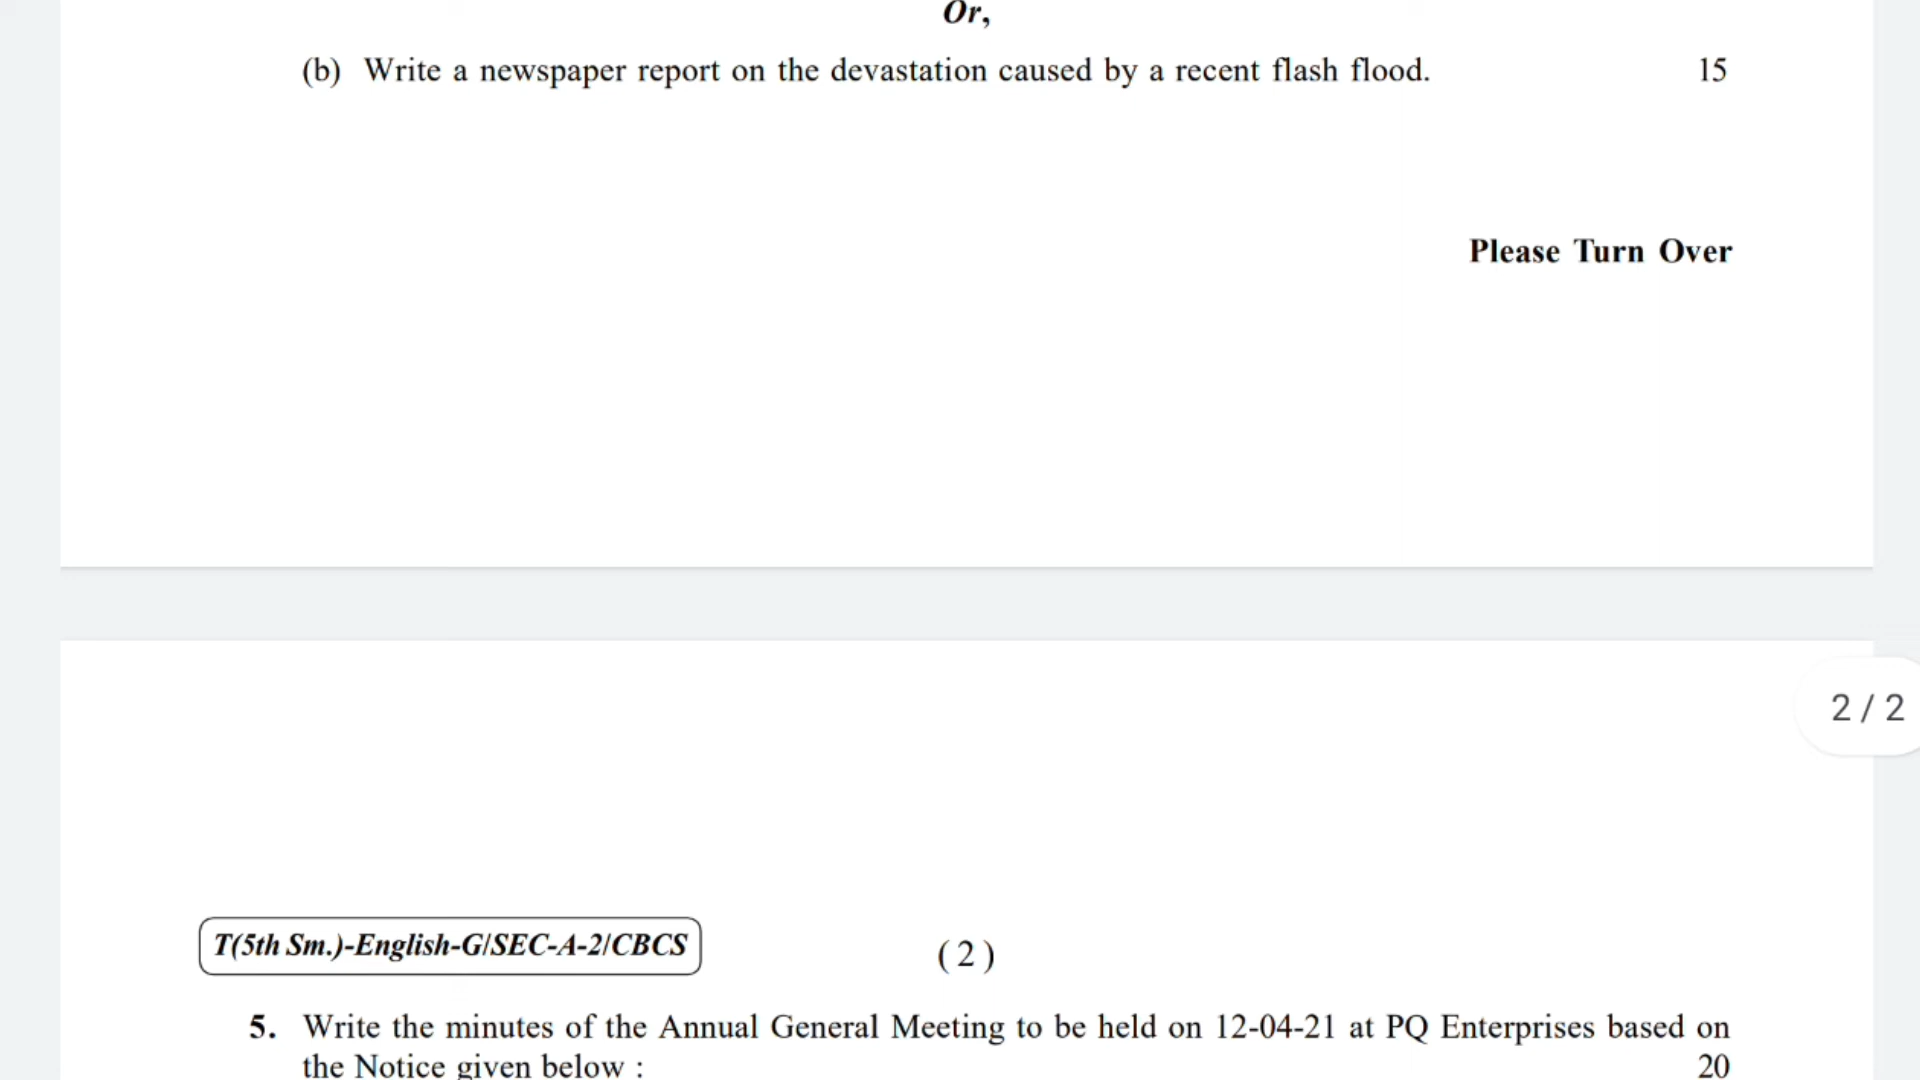 Or,
(b) Write a newspaper report on the devastation caused by a recent flash flood. 15
Please Turn Over
2 / 2
T(5th Sm.)-English-G/SEC-A-2/CBCS (2)
5. Write the minutes of the Annual General Meeting to be held on 12-04-21 at PQ Enterprises based on
the Notice given below : 20